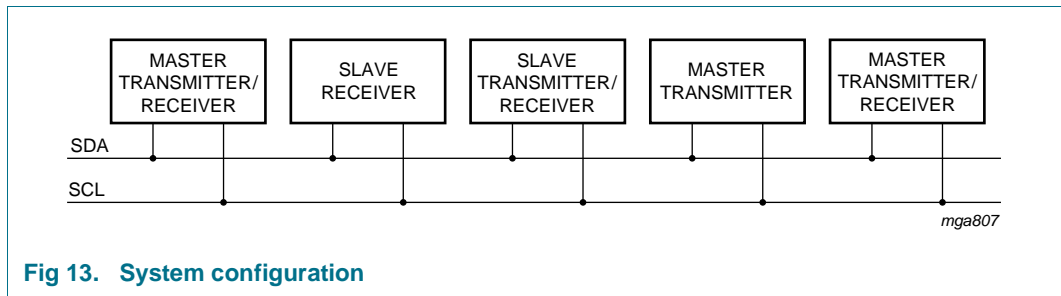 MASTER
TRANSMITTER/
RECEIVER
SLAVE
RECEIVER
SLAVE
TRANSMITTER/
RECEIVER
MASTER
TRANSMITTER
MASTER
TRANSMITTER/
RECEIVER
SDA
SCL
mga807
Fig 13. System configuration